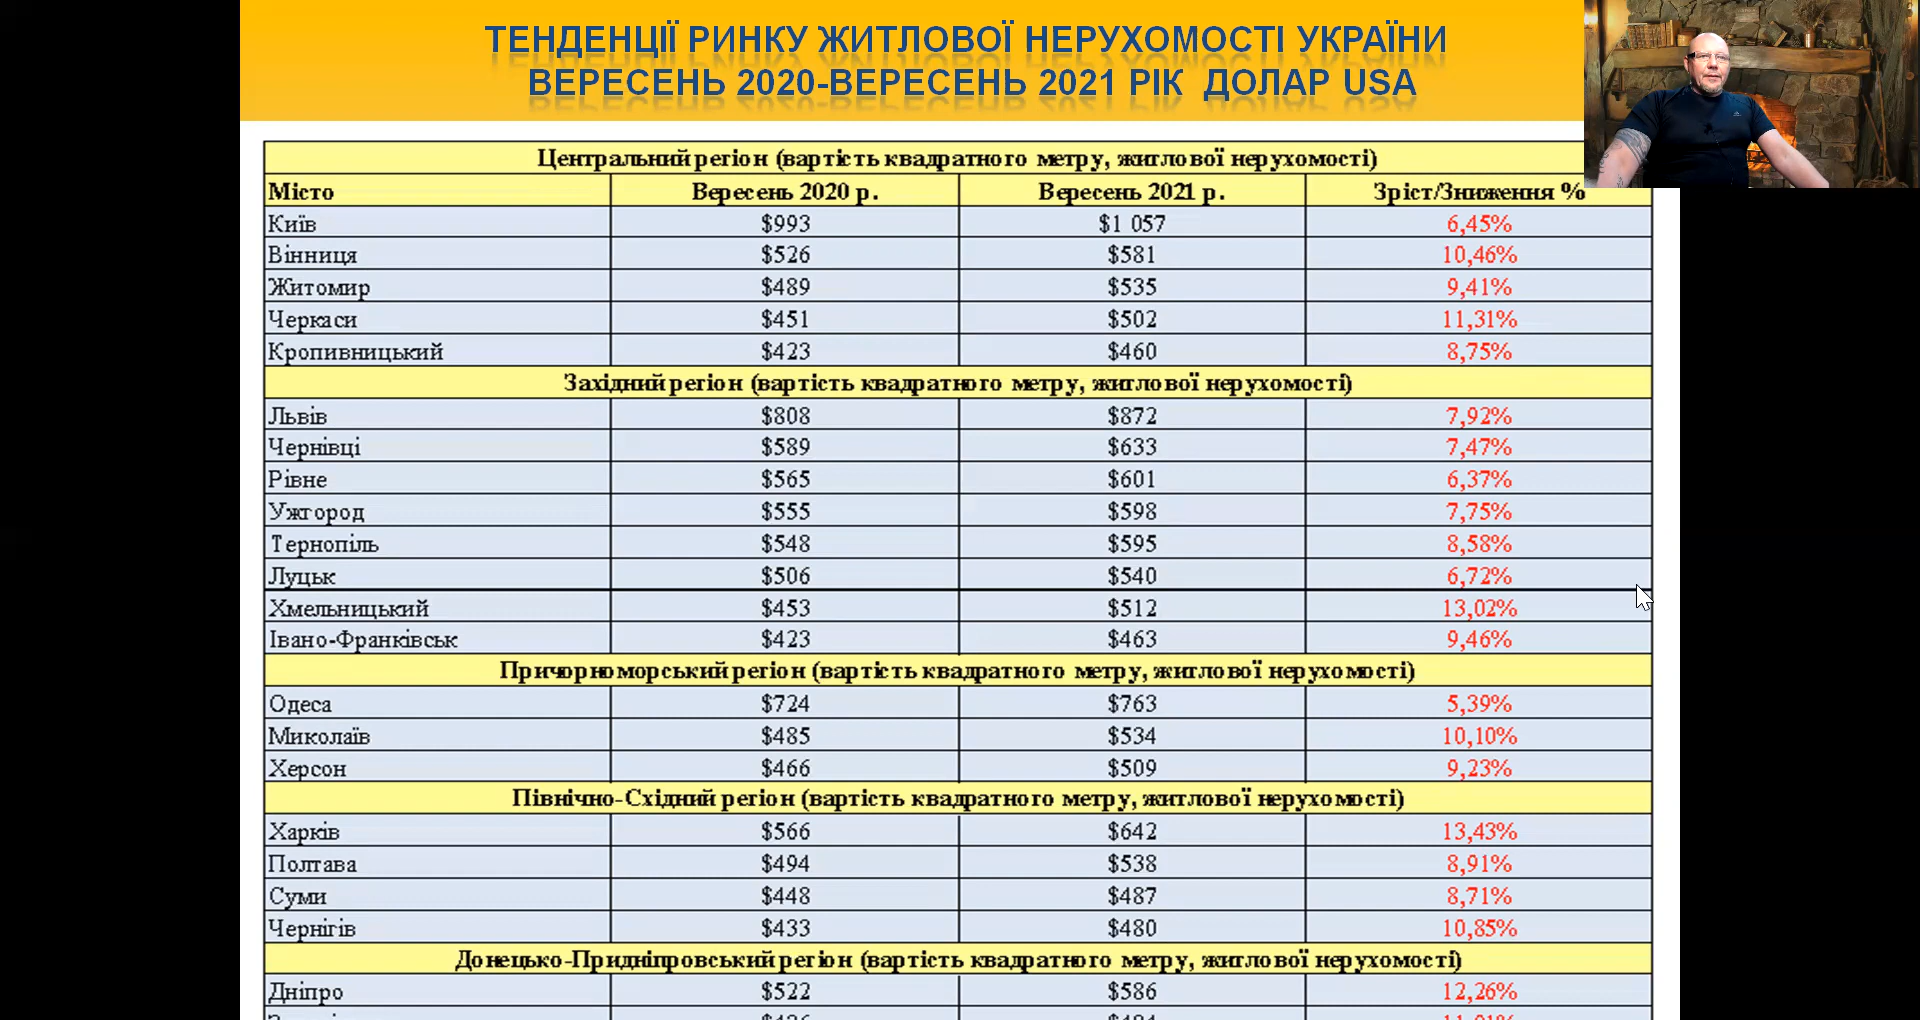 ТЕНДЕНЦІЇ РИНКУ ЖИТЛОВОЇ НЕРУХОМОСТІ УКРАЇНИ
ВЕРЕСЕНЬ 2020-ВЕРЕСЕНЬ 2021 РІК ДОЛАР USA
Центральний регіон (вартість квадратного метру, житлової нерухомості)
Місто Вересень 2020 р. Вересень 2021 р. Зріст/Зниження %
Київ $993 $1 057 6,45%
Вінниця $526 $581 10,46%
Житомир $489 $535 9,41%
Черкаси $451 $502 11,31%
Кропивницький $423 $460 8,75%
Західний регіон (вартість квадратного метру, житлової нерухомості)
Львів $808 $872 7,92%
Чернівці $589 $633 7,47%
Рівне $565 $601 6,37%
Ужгород $555 $598 7,75%
Тернопіль $548 $595 8,58%
Луцьк $506 $540 6,72%
Хмельницький $453 $512 13,02%
Івано-Франківськ $423 $463 9,46%
Причорноморський регіон (вартість квадратного метру, житлової нерухомості)
Одеса $724 $763 5,39%
Миколаїв $485 $534 10,10%
Херсон $466 $509 9,23%
Північно-Східний регіон (вартість квадратного метру, житлової нерухомості)
Харків $566 $642 13,43%
Полтава $494 $538 8,91%
Суми $448 $487 8,71%
Чернігів $433 $480 10,85%
Донецько-Придніпровський регіон (вартість квадратного метру, житлової нерухомості)
Дніпро $522 $586 12,26%